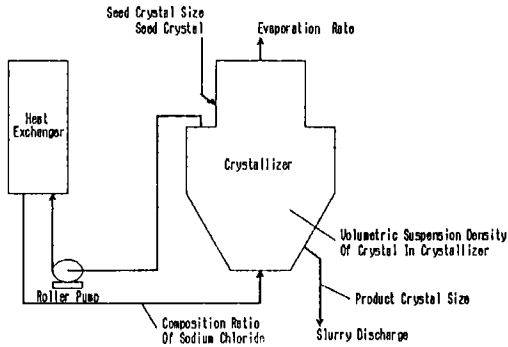 Seed Crystal Size
Seed Crystal
Evaporation Rate
Heat
Exchanger
Crystallizer
Volumetric Suspension Density
Of Crystal In Crystallizer
Roller Pump
Product Crystal Size
Composition Ratio
Of Sodium Chloride
Slurry Discharge